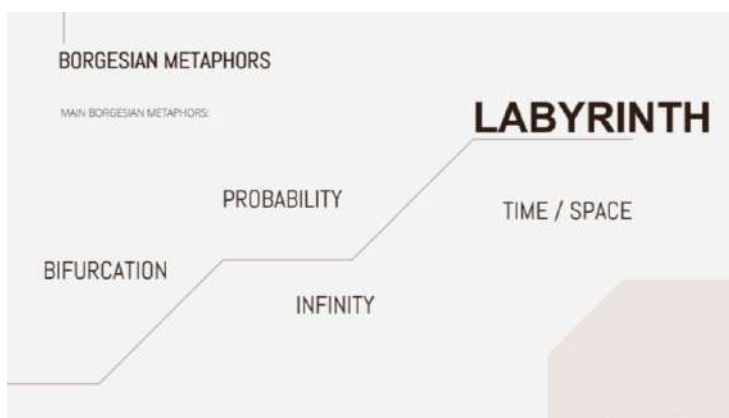 BORGESIAN METAPHORS
MAIN BORGESIAN METAPHORS:
LABYRINTH
PROBABILITY
TIME / SPACE
BIFURCATION
INFINITY